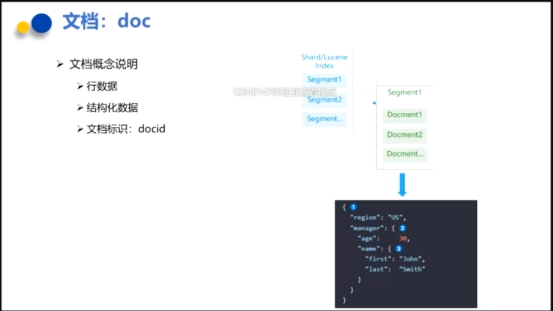 文档：doc
文档概念说明
行数据
结构化数据
文档标识：docid
Shard/Lucene
Index
Segment1
Segment2
Segment...
Segment1
Docment1
Docment2
Docment...
{ 1
"region": "US",
"manager": { 2
"age": 30,
"name": { 3
"first": "John",
"last": "Smith"
}
}
}